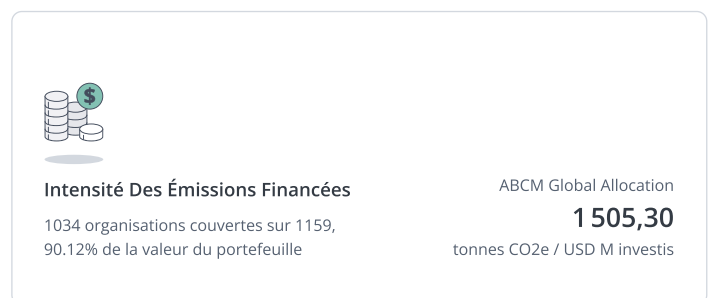 $
Intensité Des Émissions Financées
1034 organisations couvertes sur 1159,
90.12% de la valeur du portefeuille
ABCM Global Allocation
1 505,30
tonnes CO2e / USD M investis